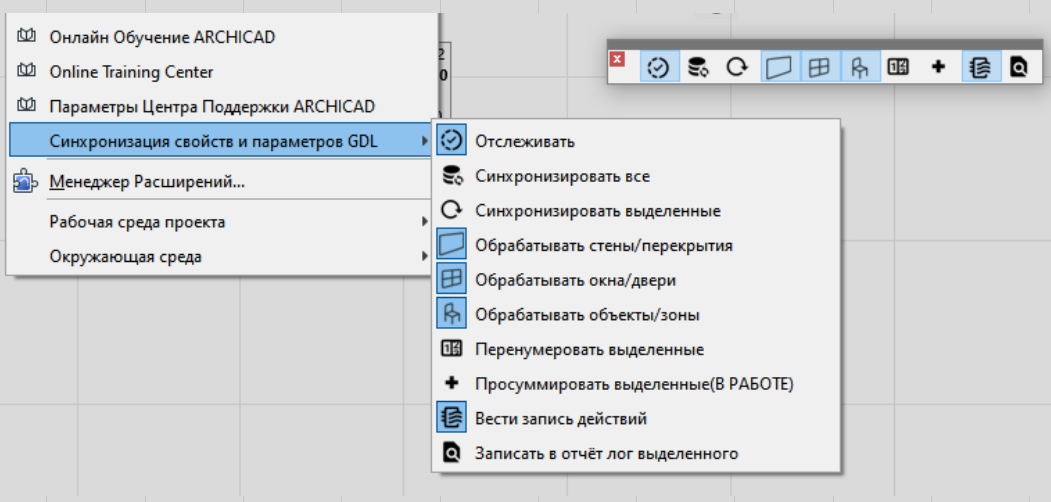 Онлайн Обучение ARCHICAD
Online Training Center
Параметры Центра Поддержки ARCHICAD
Синхронизация свойств и параметров GDL
Менеджер Расширений...
Рабочая среда проекта
Окружающая среда
Отслеживать
Синхронизировать все
Синхронизировать выделенные
Обрабатывать стены/перекрытия
Обрабатывать окна/двери
Обрабатывать объекты/зоны
Перенумеровать выделенные
Просуммировать выделенные(В РАБОТЕ)
Вести запись действий
Записать в отчёт лог выделенного